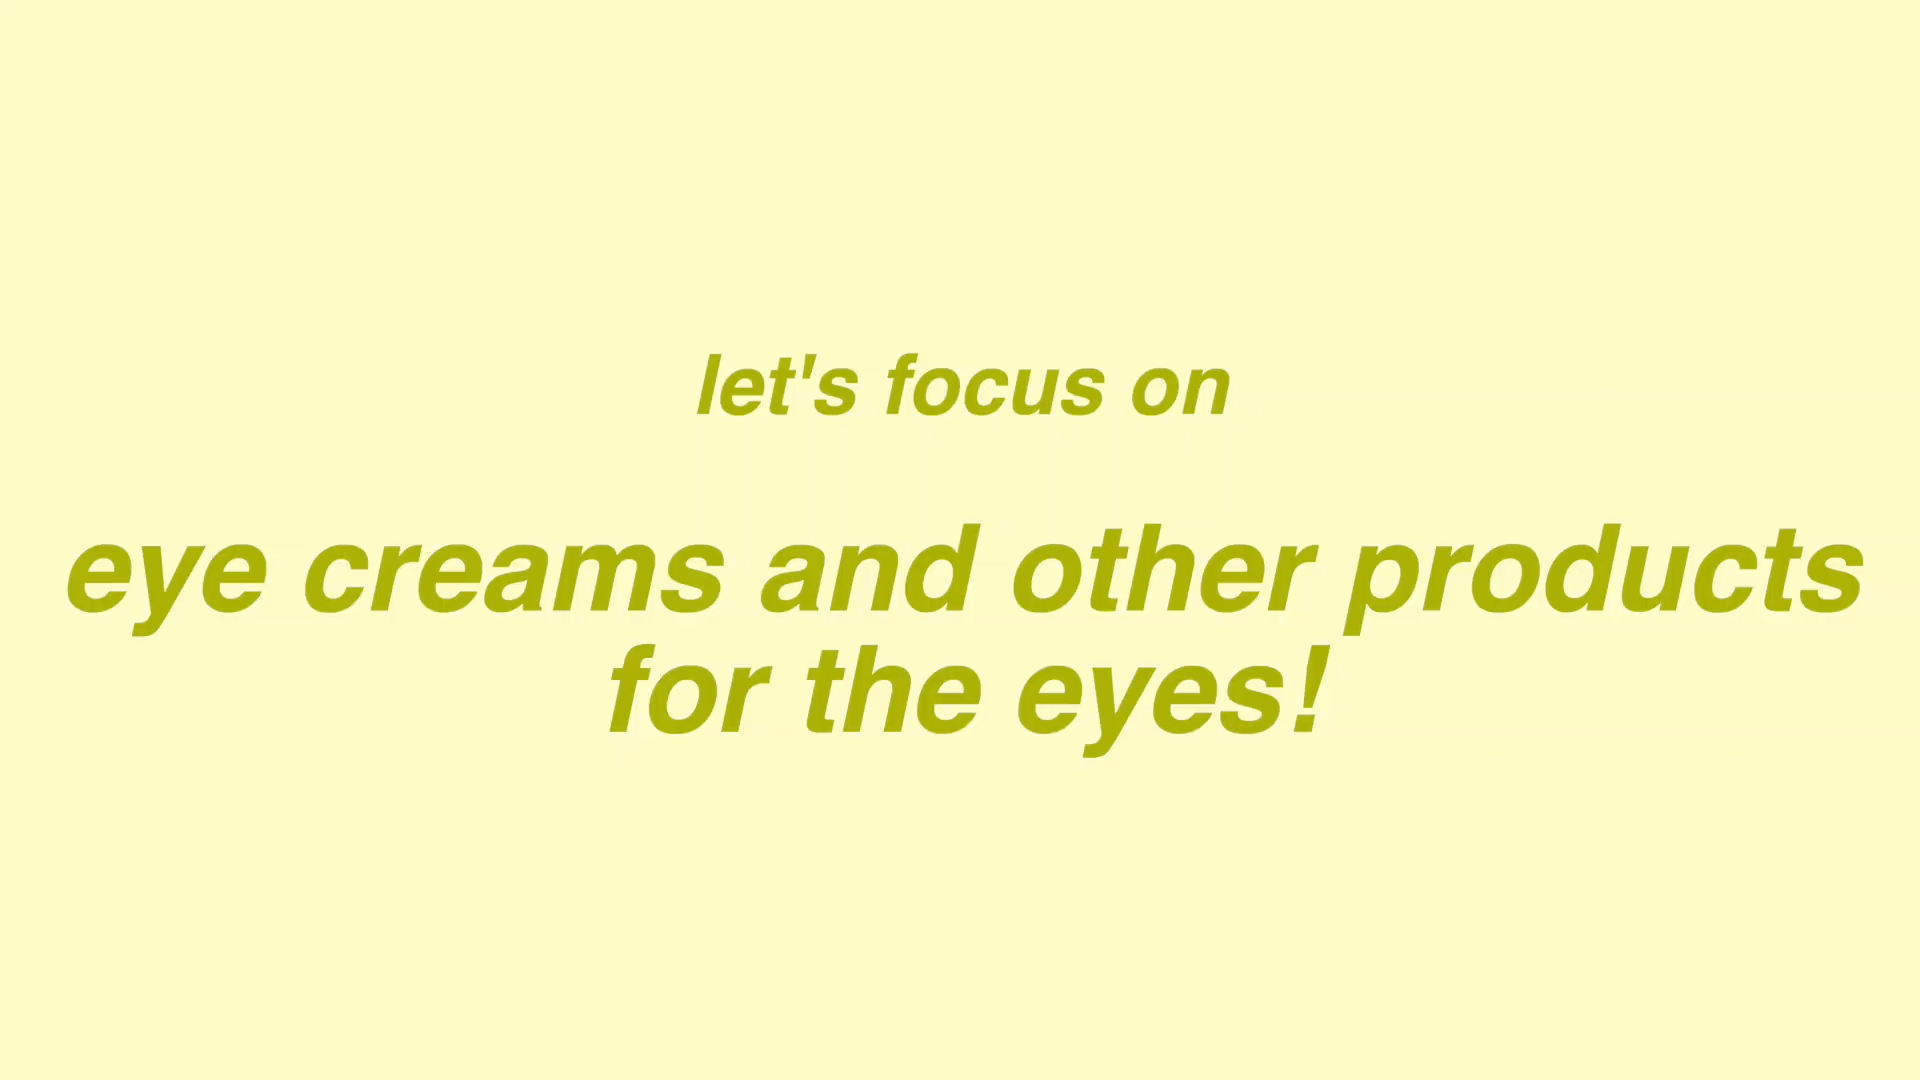 let's focus on
eye creams and other products
for the eyes!